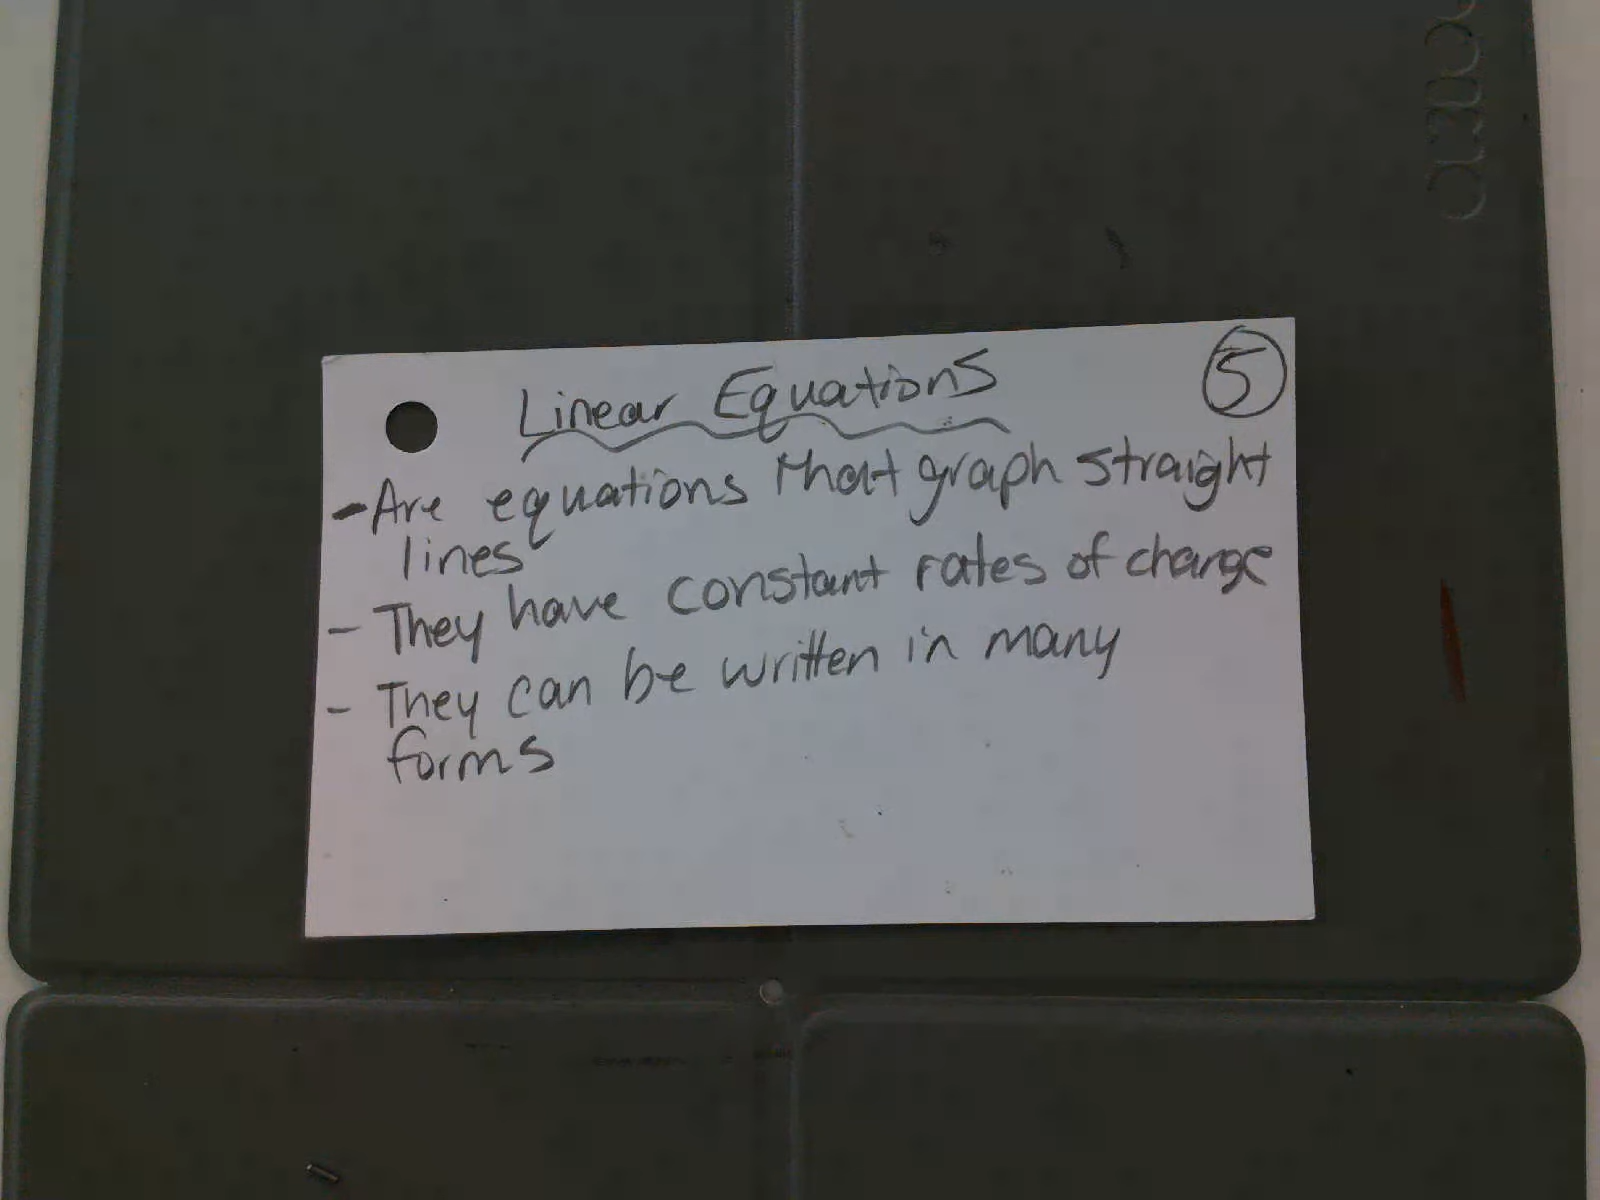 Linear Equations
5
- Are equations that graph straight
lines
- They have constant rates of change
- They can be written in many
forms